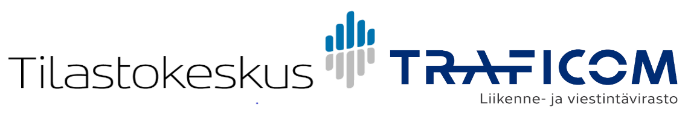 Tilastokeskus
TRAFICOM
Liikenne- ja viestintävirasto